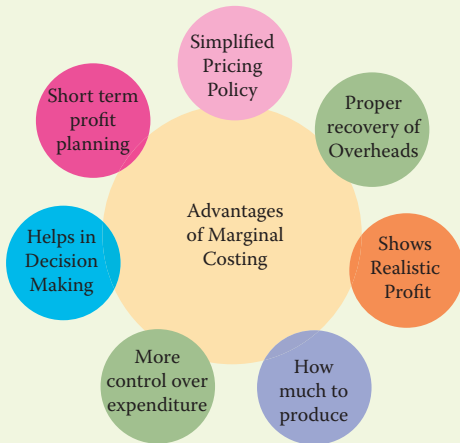 Simplified
Pricing
Policy
Short term
profit
planning
Proper
recovery of
Overheads
Advantages
of Marginal
Costing
Helps in
Decision
Making
Shows
Realistic
Profit
More
control over
expenditure
How
much to
produce